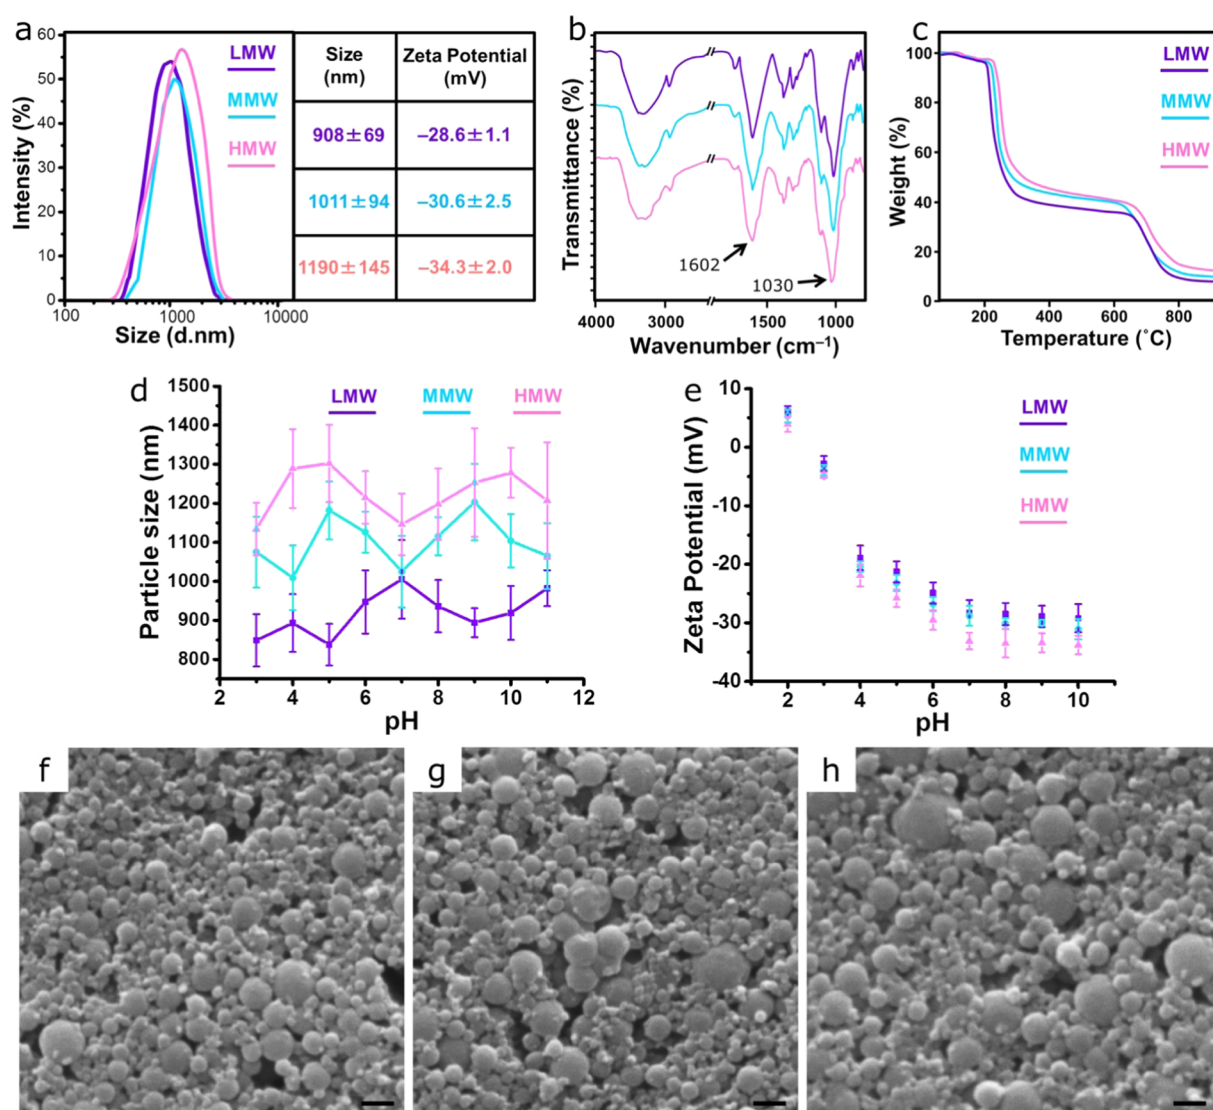 a
Intensity (%)
60
50
40
30
20
10
0
100
1000
10000
Size (d.nm)
LMW
MMW
HMW
Size
(nm)
Zeta Potential
(mV)
908±69
–28.6±1.1
1011±94
–30.6±2.5
1190±145
–34.3±2.0
b
Transmittance (%)
1602
1030
4000
3000
1500
1000
Wavenumber (cm–1)
c
Weight (%)
100
80
60
40
20
0
200
400
600
800
Temperature (˚C)
LMW
MMW
HMW
d
Particle size (nm)
1500
1400
1300
1200
1100
1000
900
800
2
4
6
8
10
12
pH
LMW
MMW
HMW
e
Zeta Potential (mV)
10
0
-10
-20
-30
-40
2
4
6
8
10
pH
LMW
MMW
HMW
f
g
h